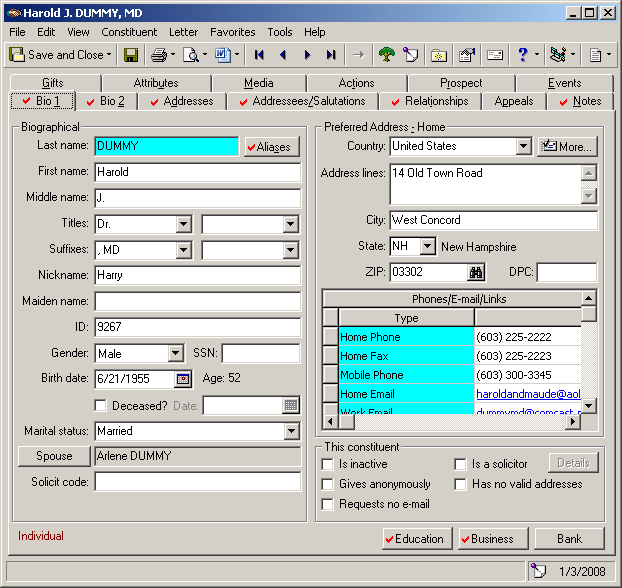 Harold J. DUMMY, MD
File Edit View Constituent Letter Favorites Tools Help
Save and Close
Gifts Attributes Media Actions Prospect Events
Bio 1 Bio 2 Addresses Addressees/Salutations Relationships Appeals Notes
Biographical
Last name: DUMMY Aliases
First name: Harold
Middle name: J.
Titles: Dr.
Suffixes: , MD
Nickname: Harry
Maiden name:
ID: 9267
Gender: Male SSN:
Birth date: 6/21/1955 Age: 52
Deceased? Date:
Marital status: Married
Spouse Arlene DUMMY
Solicit code:
Preferred Address - Home
Country: United States More...
Address lines: 14 Old Town Road
City: West Concord
State: NH New Hampshire
ZIP: 03302 DPC:
Phones/E-mail/Links
Type
Home Phone (603) 225-2222
Home Fax (603) 225-2223
Mobile Phone (603) 300-3345
Home Email haroldandmaude@aol
Work Email dummymd@comcast.n
This constituent
Is inactive Is a solicitor Details
Gives anonymously Has no valid addresses
Requests no e-mail
Individual
Education Business Bank
1/3/2008